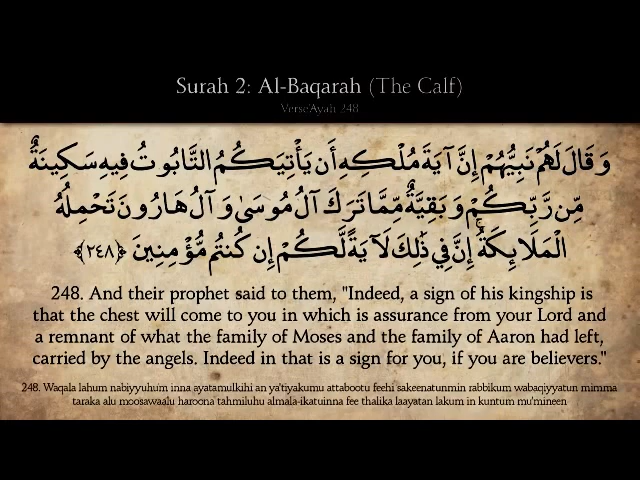 Surah 2: Al-Baqarah (The Calf)
Verse/Ayah 248
وَقَالَ لَهُمْ نَبِيُّهُمْ إِنَّ آيَةَ مُلْكِهِ أَن يَأْتِيَكُمُ التَّابُوتُ فِيهِ سَكِينَةٌ
مِّن رَّبِّكُمْ وَبَقِيَّةٌ مِّمَّا تَرَكَ آلُ مُوسَىٰ وَآلُ هَارُونَ تَحْمِلُهُ
الْمَلَائِكَةُ ۚ إِنَّ فِي ذَٰلِكَ لَآيَةً لَّكُمْ إِن كُنتُم مُّؤْمِنِينَ ﴿٢٤٨﴾
248. And their prophet said to them, "Indeed, a sign of his kingship is
that the chest will come to you in which is assurance from your Lord and
a remnant of what the family of Moses and the family of Aaron had left,
carried by the angels. Indeed in that is a sign for you, if you are believers."
248. Waqala lahum nabiyyuhum inna ayatamulkihi an ya'tiyakumu attabootu feehi sakeenatunmin rabbikum wabaqiyyatun mimma
taraka alu moosawaalu haroona tahmiluhu almala-ikatuinna fee thalika laayatan lakum in kuntum mu'mineen